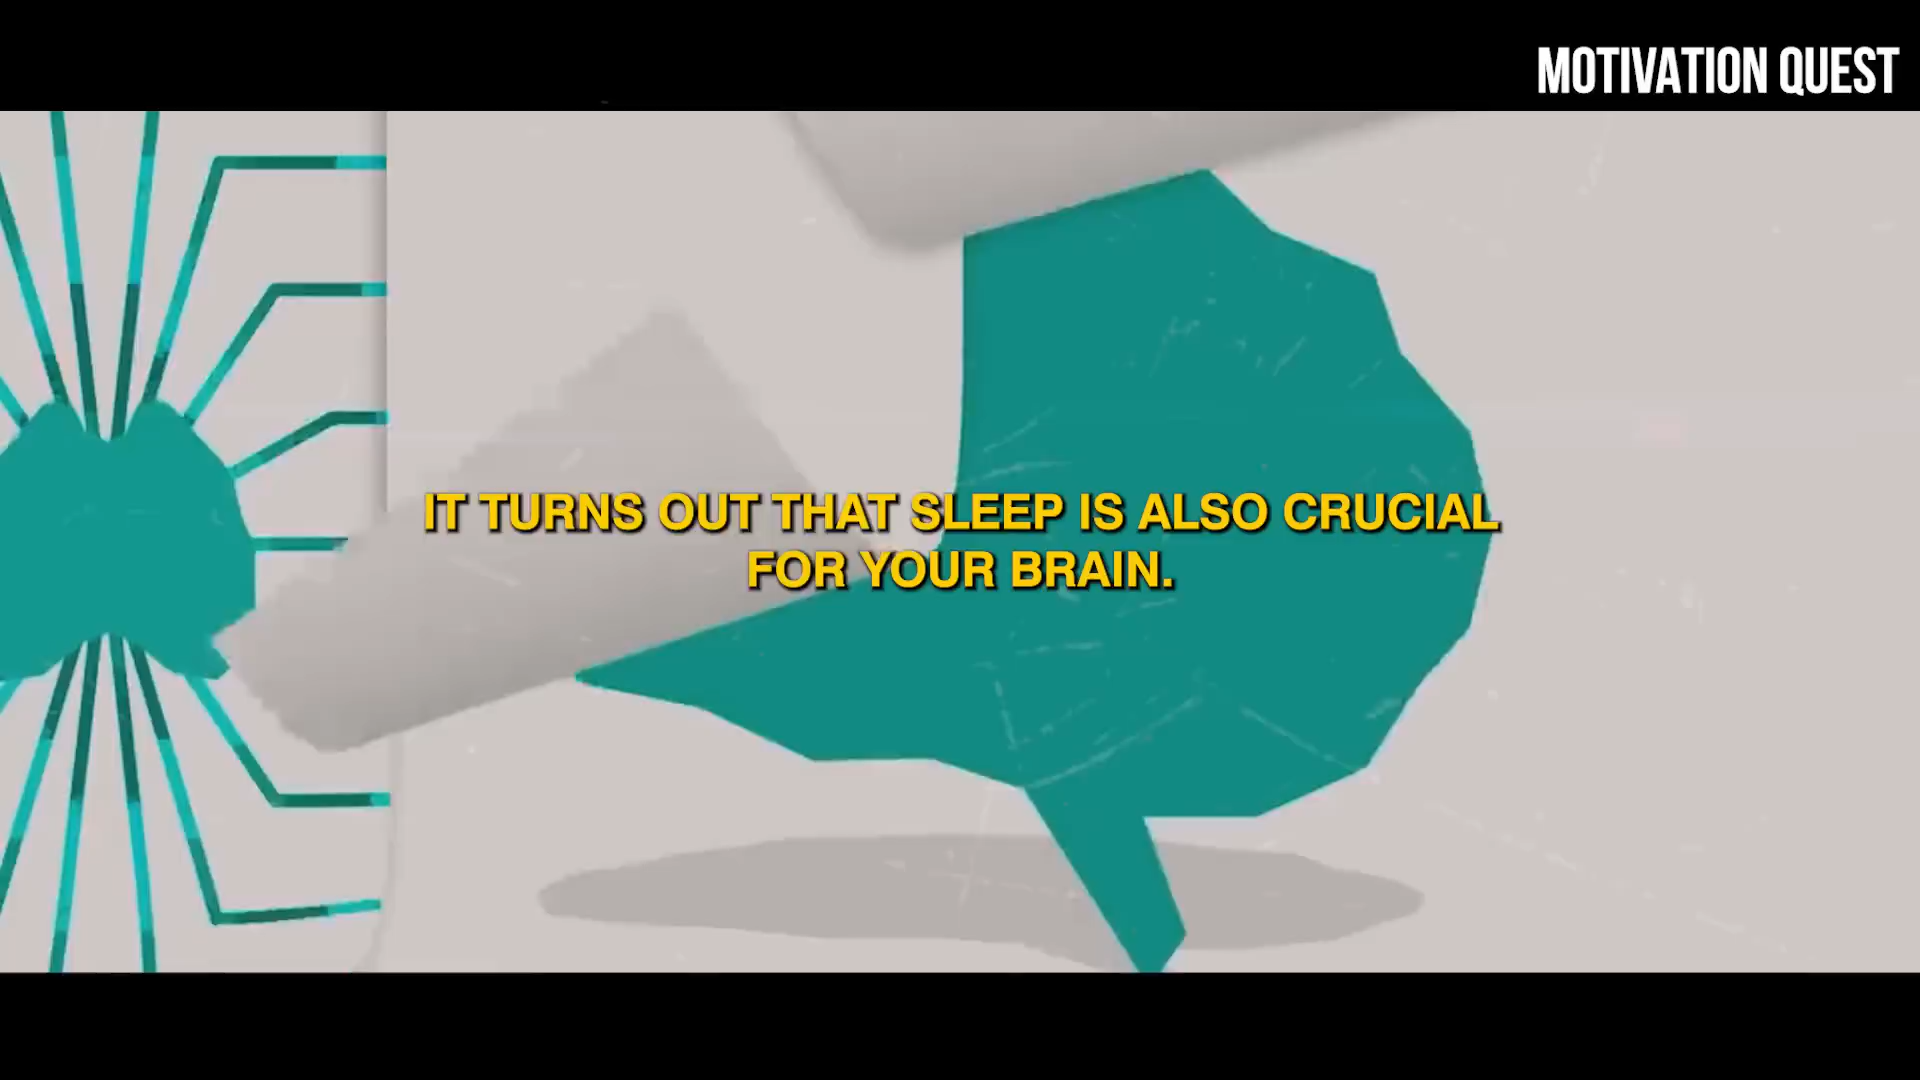 MOTIVATION QUEST
IT TURNS OUT THAT SLEEP IS ALSO CRUCIAL
FOR YOUR BRAIN.